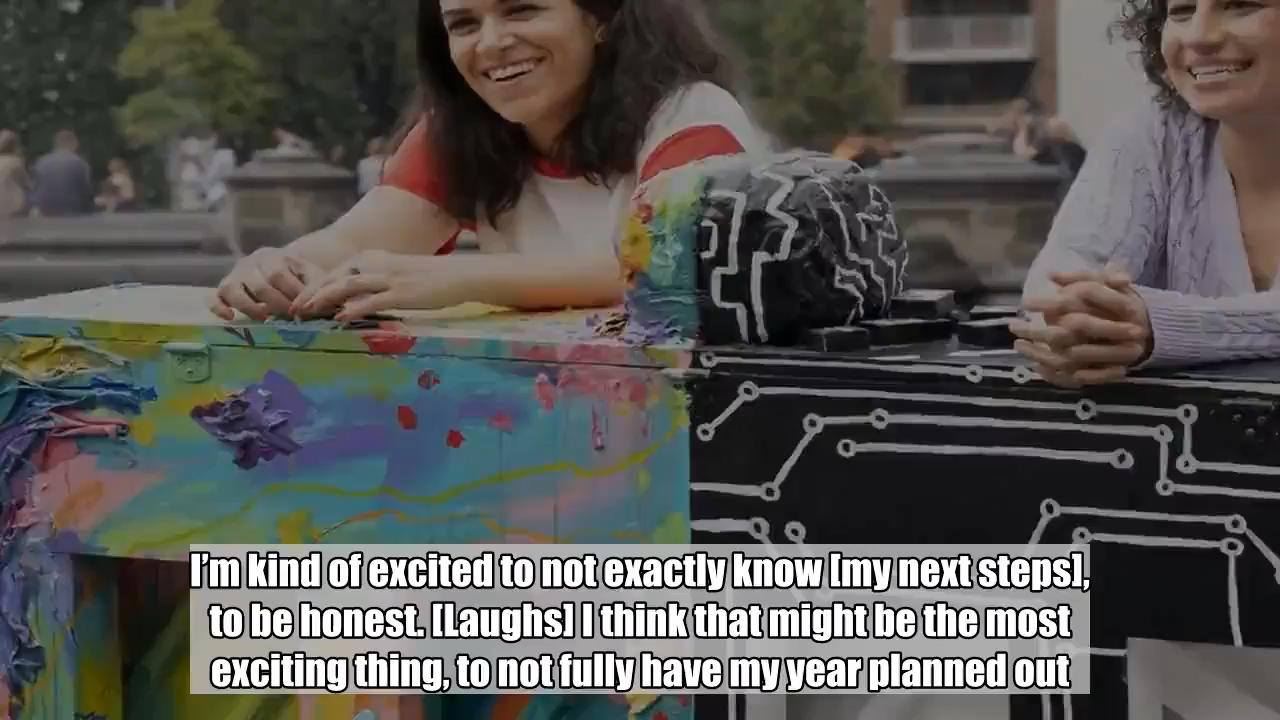 I'm kind of excited to not exactly know [my next steps],
to be honest. [Laughs] I think that might be the most
exciting thing, to not fully have my year planned out